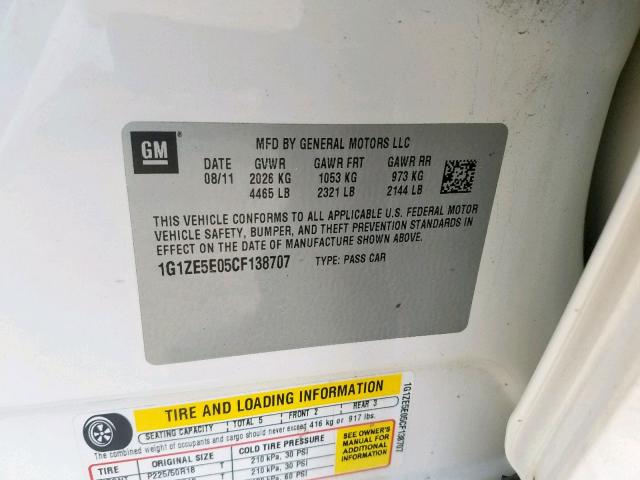 GM
MFD BY GENERAL MOTORS LLC
DATE GVWR GAWR FRT GAWR RR
08/11 2026 KG 1053 KG 973 KG
4465 LB 2321 LB 2144 LB
THIS VEHICLE CONFORMS TO ALL APPLICABLE U.S. FEDERAL MOTOR
VEHICLE SAFETY, BUMPER, AND THEFT PREVENTION STANDARDS IN
EFFECT ON THE DATE OF MANUFACTURE SHOWN ABOVE.
1G1ZE5E05CF138707 TYPE: PASS CAR
TIRE AND LOADING INFORMATION
SEATING CAPACITY TOTAL 5 FRONT 2 REAR 3
The combined weight of occupants and cargo should never exceed 416 kg or 917 lbs.
TIRE ORIGINAL SIZE COLD TIRE PRESSURE
P225/50R18 T 210 kPa, 30 PSI
T 210 kPa, 30 PSI
60 PSI
SEE OWNER'S
MANUAL FOR
ADDITIONAL
INFORMATION
1G1ZE5E05CF138707